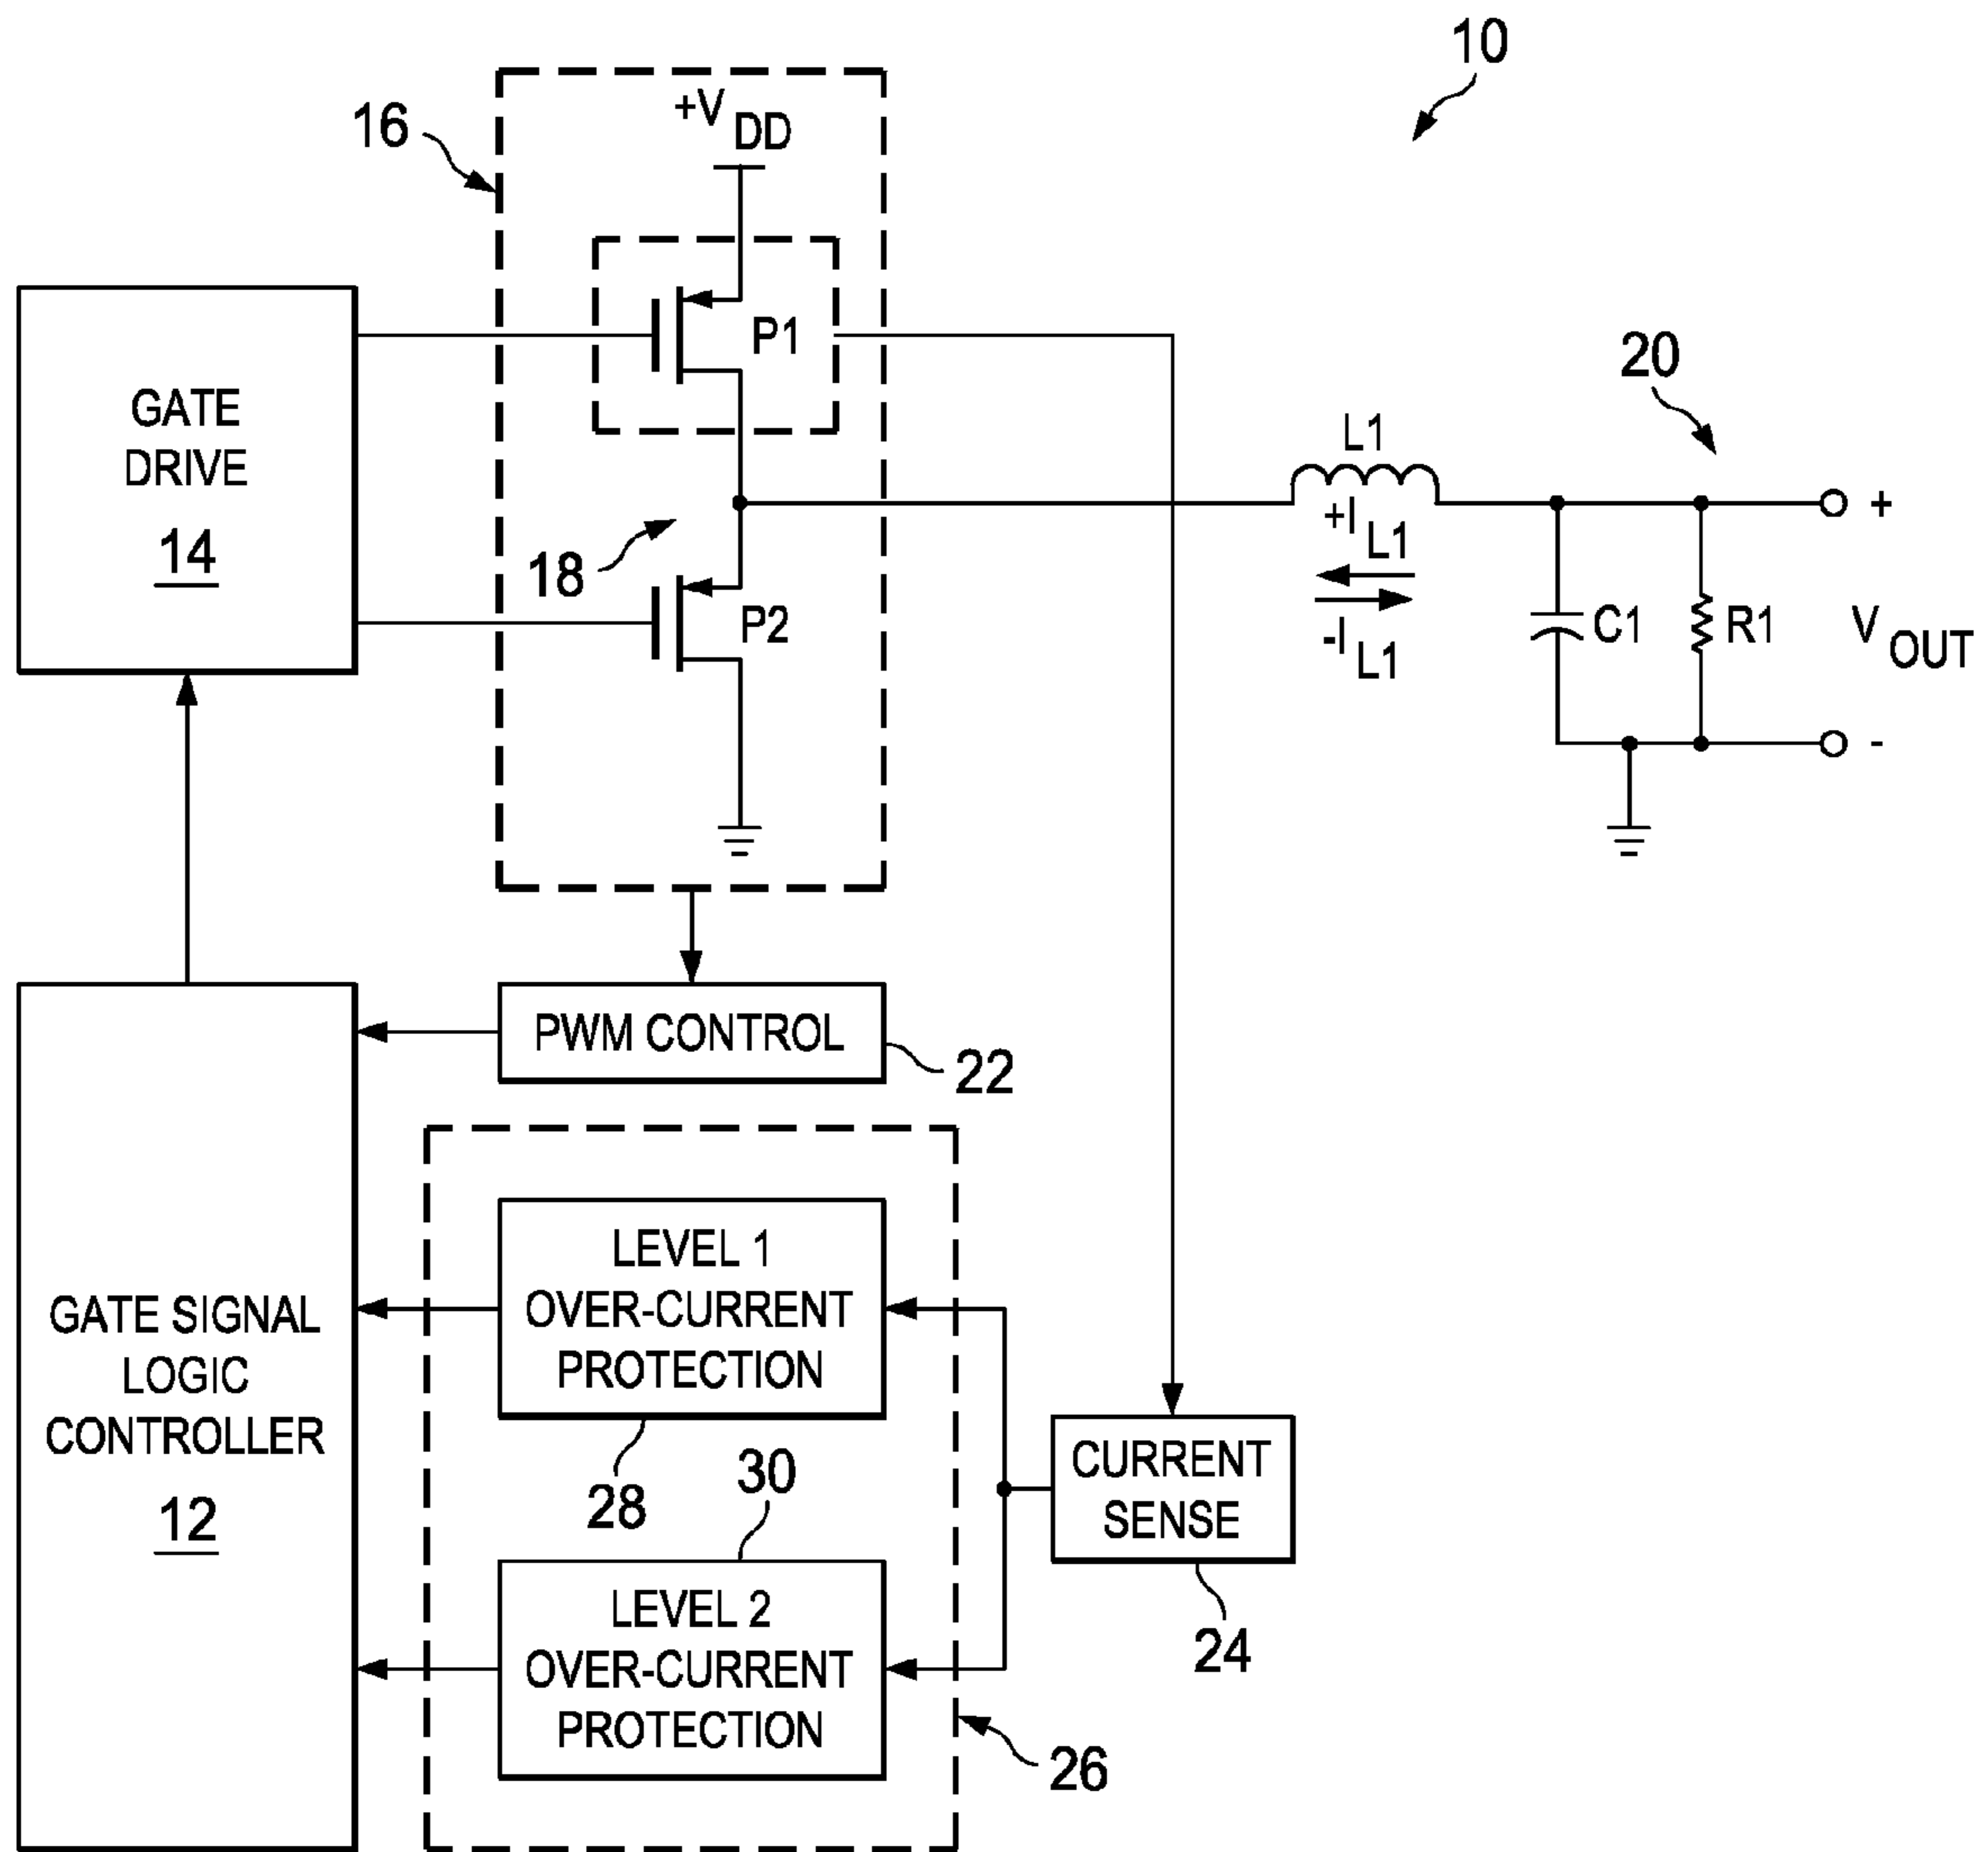 10
16
+V DD
P1
GATE
DRIVE
14
20
L1
+I L1
-I L1
18
P2
C1
R1
V OUT
+
-
PWM CONTROL
22
LEVEL 1
OVER-CURRENT
PROTECTION
28
GATE SIGNAL
LOGIC
CONTROLLER
12
30
LEVEL 2
OVER-CURRENT
PROTECTION
CURRENT
SENSE
24
26